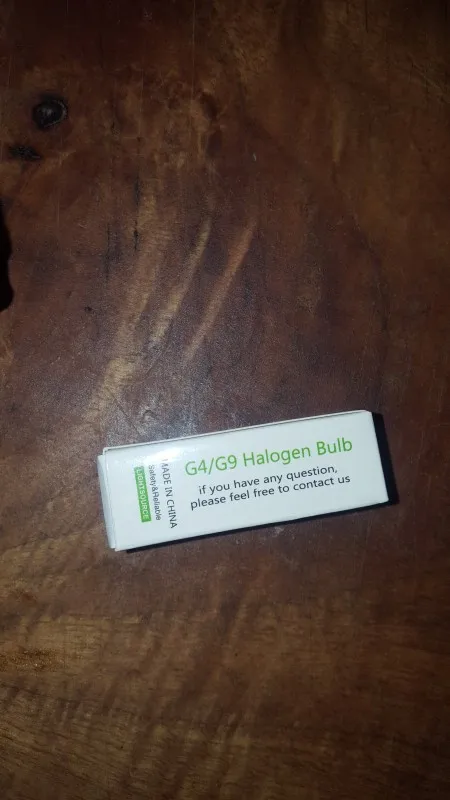 G4/G9 Halogen Bulb
if you have any question,
please feel free to contact us
MADE IN CHINA
Safety&Reliable
LIGHTSOURCE